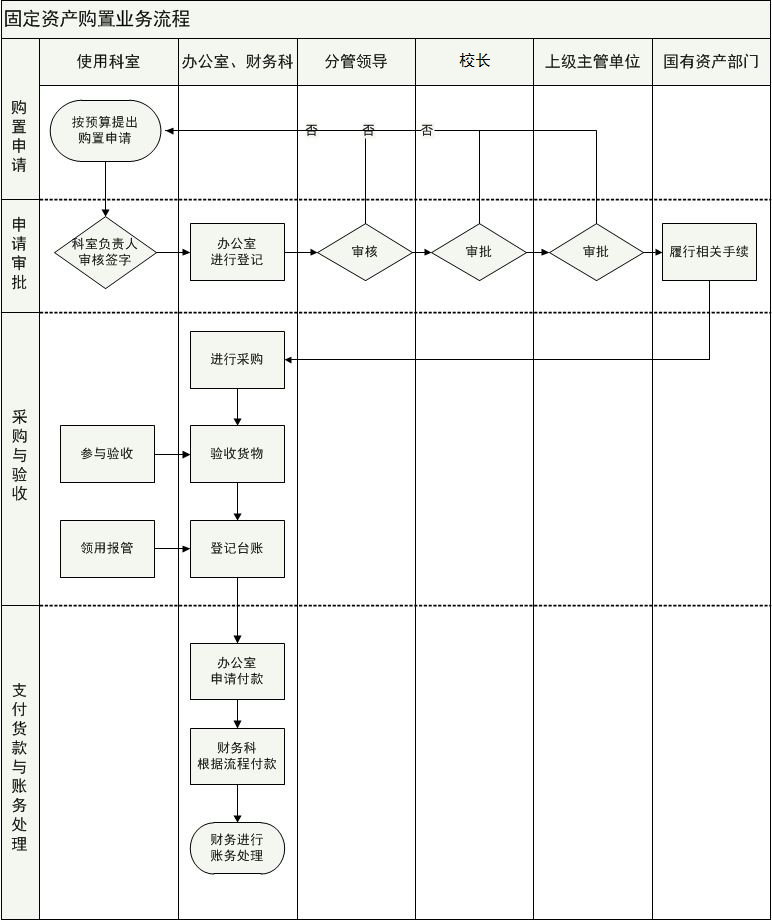 固定资产购置业务流程
使用科室
办公室、财务科
分管领导
校长
上级主管单位
国有资产部门
购置申请
按预算提出
购置申请
否
否
否
申请审批
科室负责人
审核签字
办公室
进行登记
审核
审批
审批
履行相关手续
采购与验收
进行采购
参与验收
验收货物
领用报管
登记台账
支付货款与账务处理
办公室
申请付款
财务科
根据流程付款
财务进行
账务处理